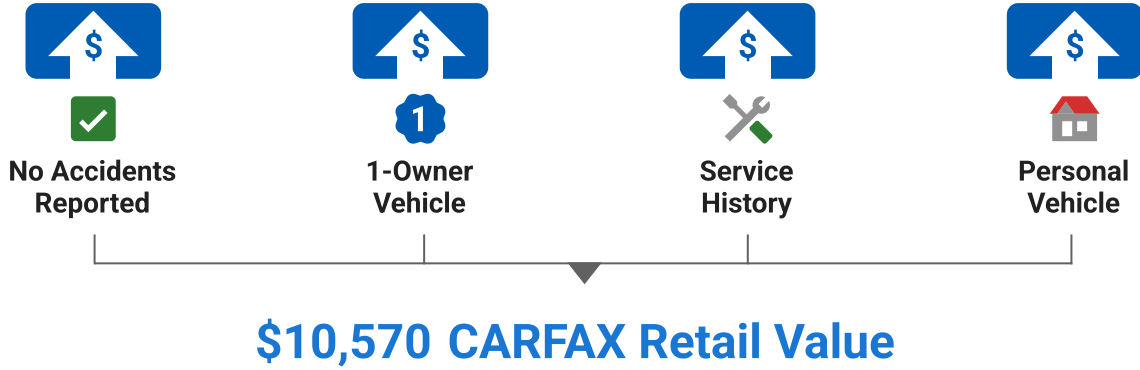 $ $ $ $
1
No Accidents
Reported
1-Owner
Vehicle
Service
History
Personal
Vehicle
$10,570 CARFAX Retail Value